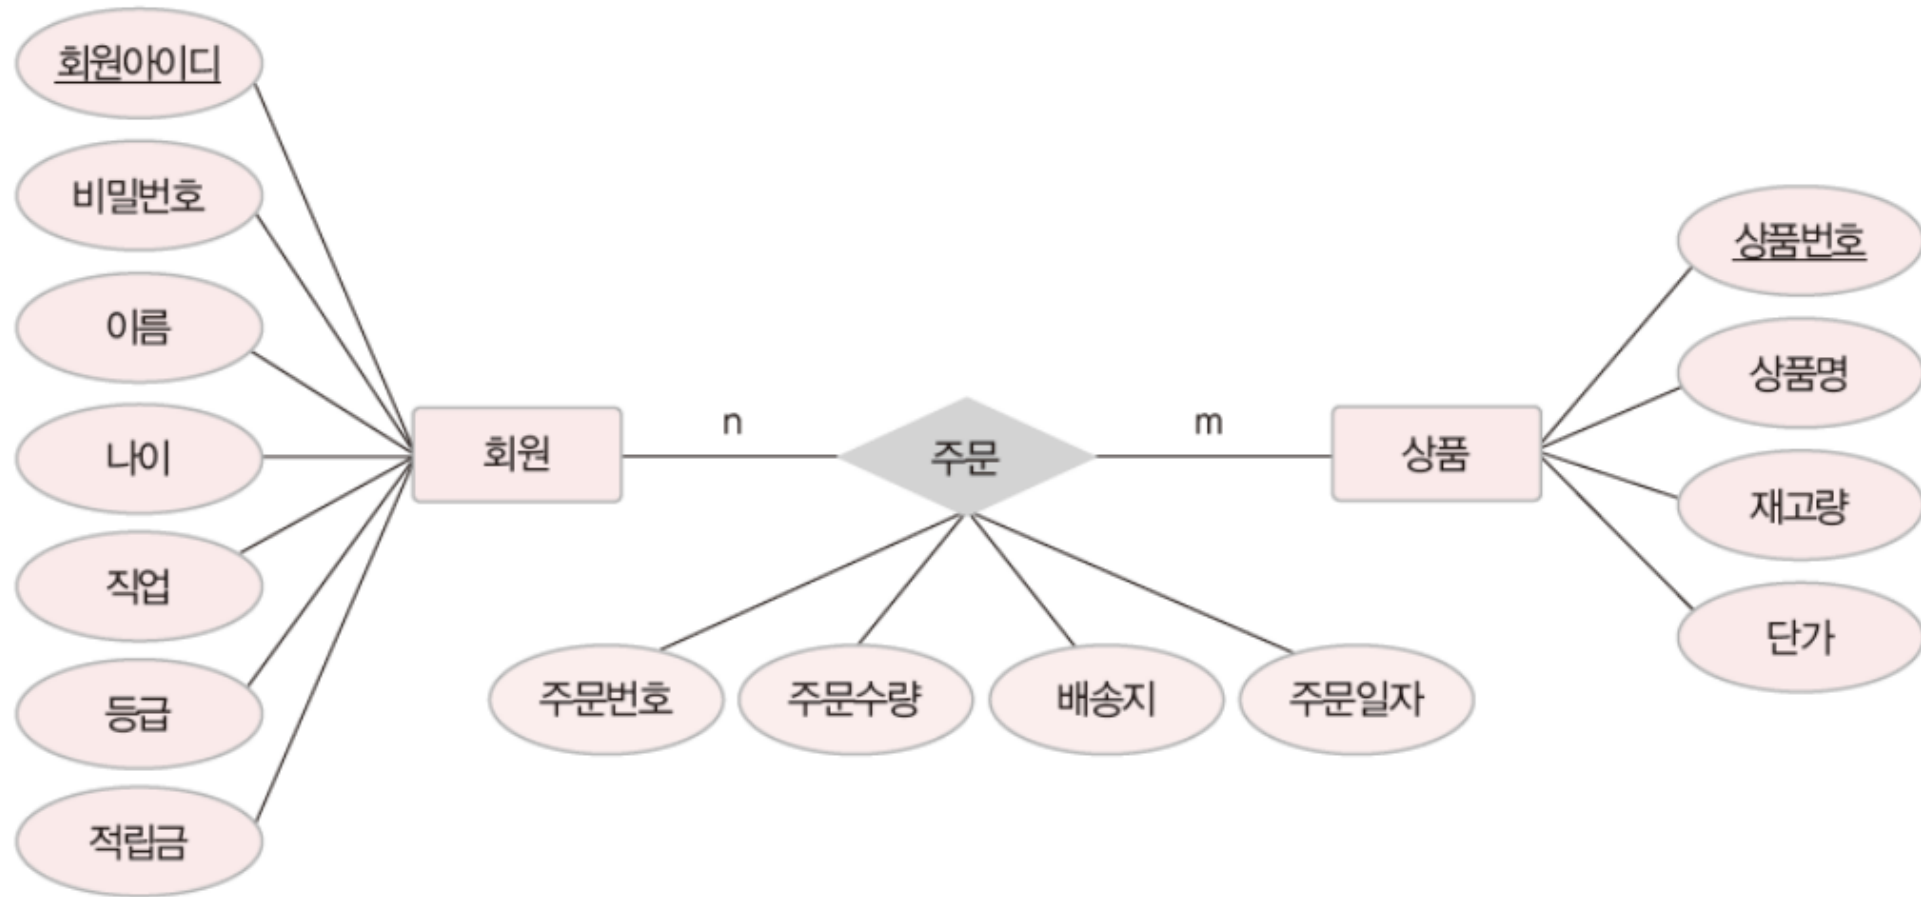 회원아이디
비밀번호
이름
나이
직업
등급
적립금
회원
n
주문
m
상품
주문번호
주문수량
배송지
주문일자
상품번호
상품명
재고량
단가